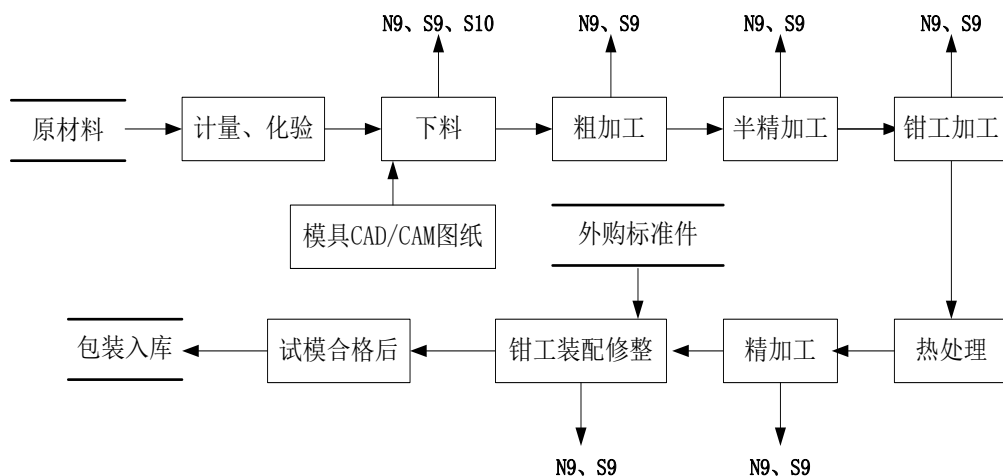 N9、S9、S10
N9、S9
N9、S9
N9、S9
原材料
计量、化验
下料
粗加工
半精加工
钳工加工
模具CAD/CAM图纸
外购标准件
包装入库
试模合格后
钳工装配修整
精加工
热处理
N9、S9
N9、S9